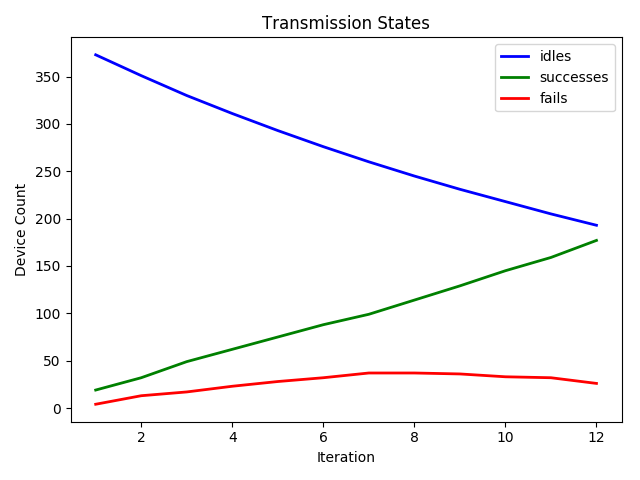 Transmission States
idles
successes
fails
Device Count
350
300
250
200
150
100
50
0
2 4 6 8 10 12
Iteration